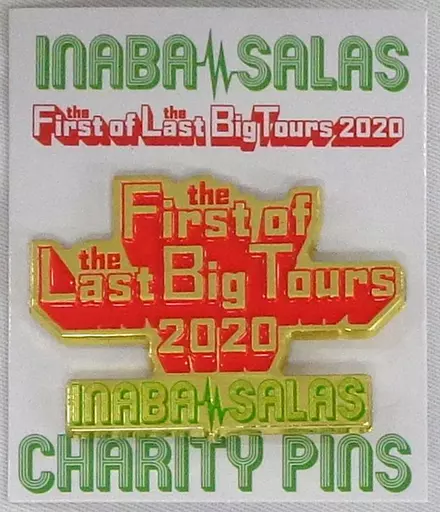 INABA SALAS
the First of the Last Big Tours 2020
the
First of
the
Last Big Tours
2020
INABA SALAS
CHARITY PINS